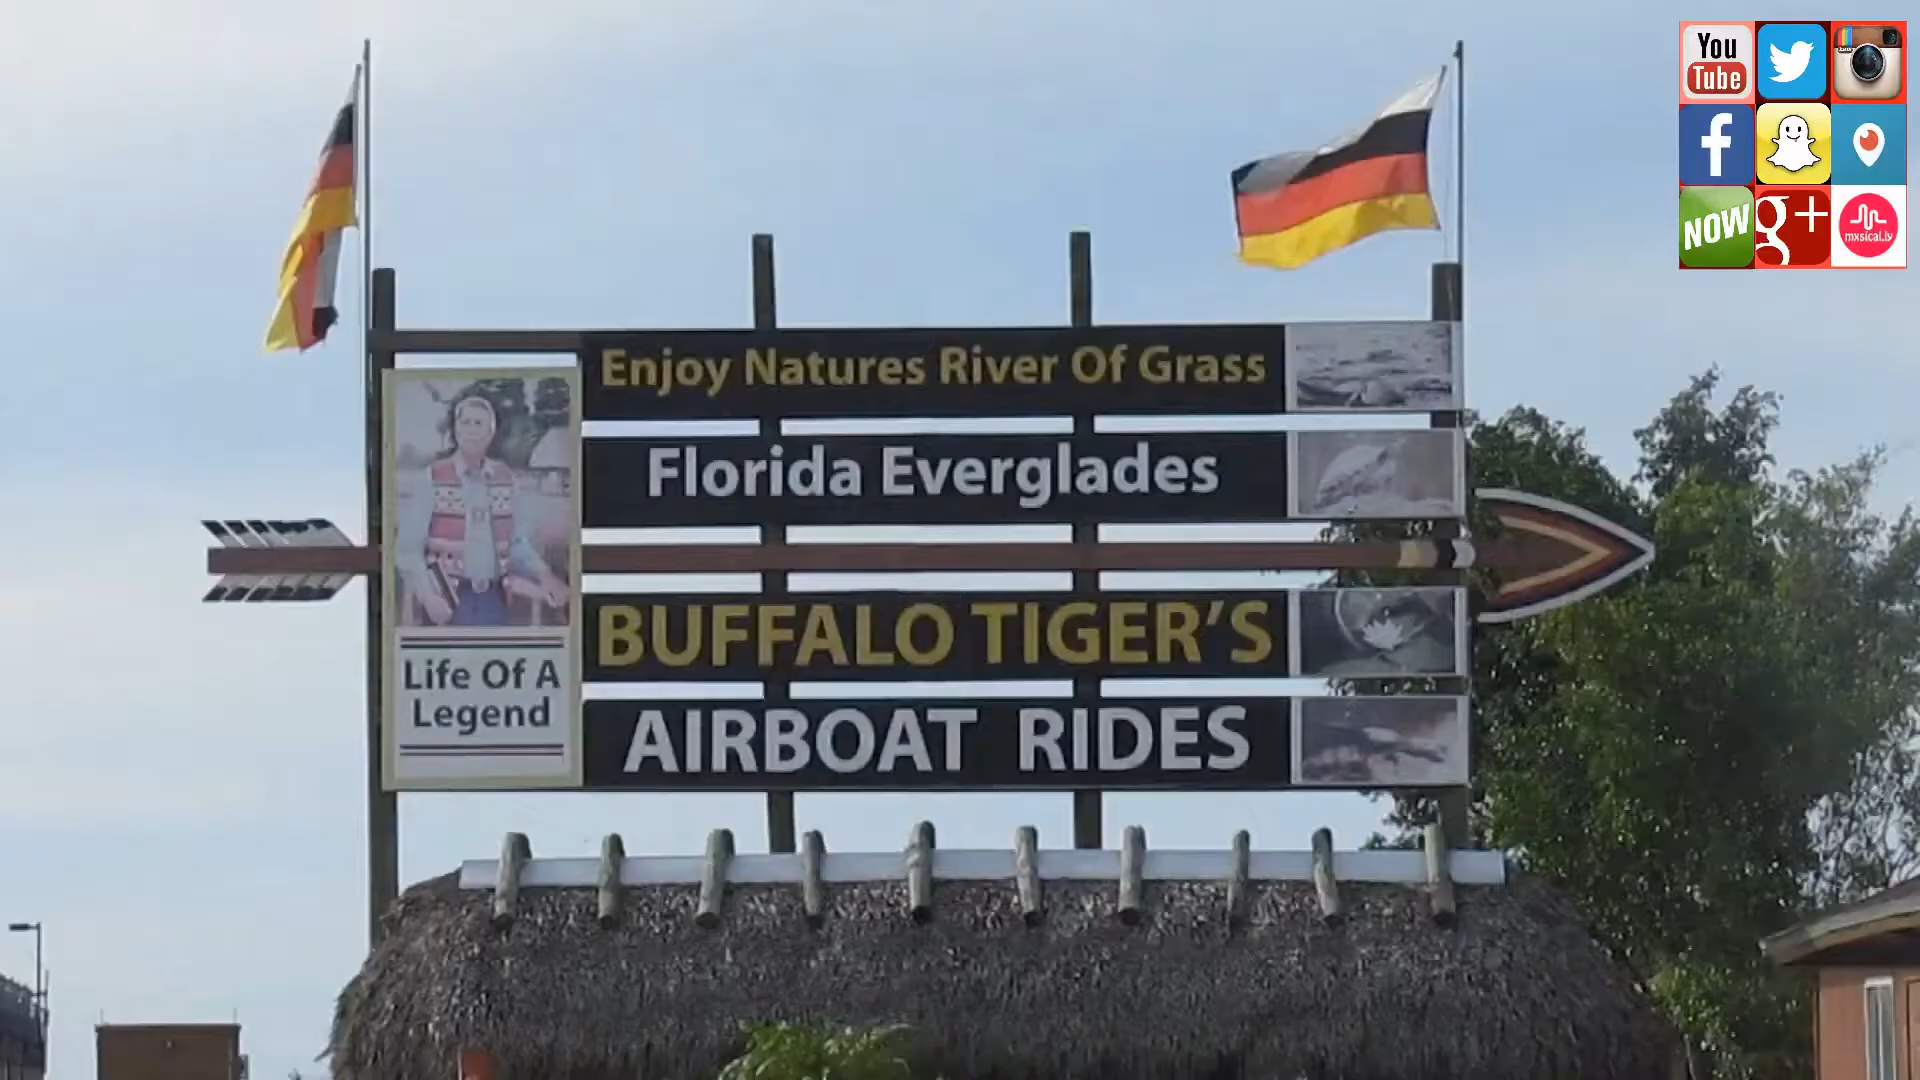 Enjoy Natures River Of Grass
Florida Everglades
BUFFALO TIGER'S
AIRBOAT RIDES
Life Of A
Legend
You
Tube
f
NOW
g+
mxsical.ly